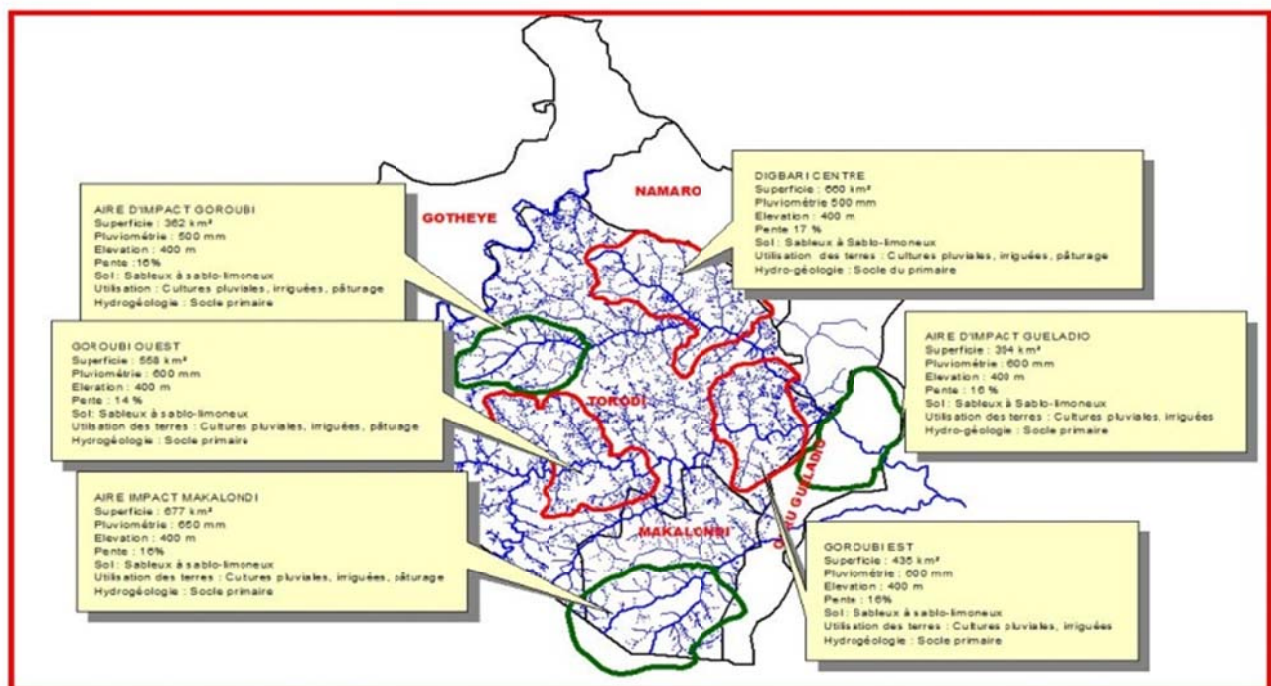 AIRE D'IMPACT GOROUBI
Superficie : 362 km²
Pluviométrie : 500 mm
Elevation : 400 m
Pente :16%
Sol : Sableux à sablo-limoneux
Utilisation : Cultures pluviales, irriguées, pâturage
Hydrogéologie : Socle primaire
GOROUBI OUEST
Superficie : 568 km²
Pluviométrie : 600 mm
Elevation : 400 m
Pente : 14 %
Sol : Sableux à sablo-limoneux
Utilisation des terres : Cultures pluviales, irriguées, pâtuage
Hydrogéologie : Socle primaire
AIRE IMPACT MAKALONDI
Superficie : 677 km²
Pluviométrie : 650 mm
Elevation : 400 m
Pente : 16%
Sol : Sableux à sablo-limoneux
Utilisation des terres : Cutures pluviales, irriguées, pâturage
Hydrogéologie : Socle primaire
GOTHEYE
NAMARO
TORODI
MAKALONDI
GUELADIO
DIGBARI CENTRE
Superficie : 660 km²
Pluviométrie 500 mm
Elevation : 400 m
Pente 17 %
Sol : Sableux à Sablo-limoneux
Utilisation des terres : Cultures pluviales, irriguées, pâturage
Hydro-géologie : Socle du primaire
AIRE D'IMPACT GUELADIO
Superficie : 394 km²
Pluviométrie : 600 mm
Elevation : 400 m
Pente : 16 %
Sol : Sableux à Sablo-limoneux
Utilisation des terres : Cultures pluviales, irriguées
Hydro-géologie : Socle primaire
GOROUBI EST
Superficie : 435 km²
Pluviométrie : 600 mm
Elevation : 400 m
Pente : 16%
Sol : Sableux à sablo-limoneux
Utilisation des terres : Cultures pluviales, irriguées
Hydrogéologie : Socle primaire